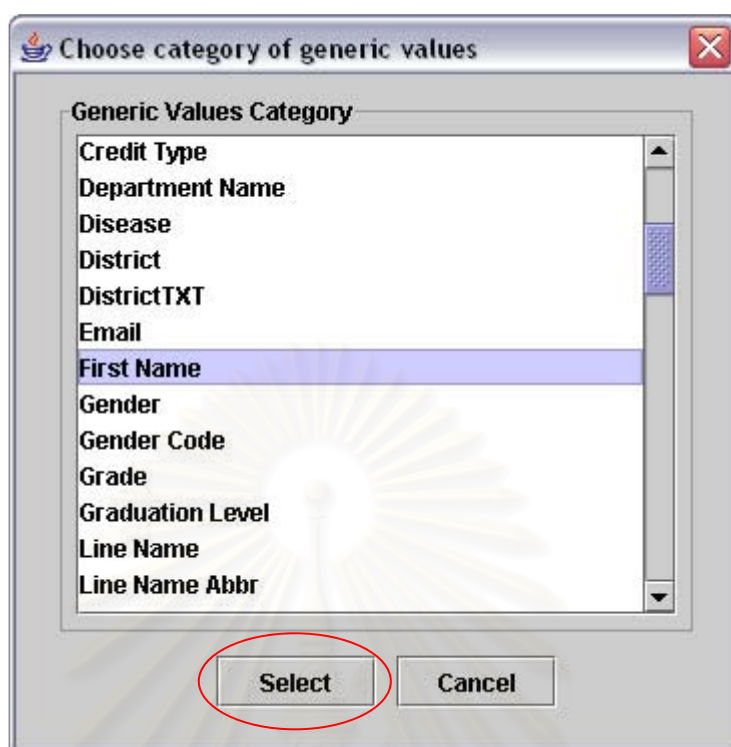 Choose category of generic values
Generic Values Category
Credit Type
Department Name
Disease
District
DistrictTXT
Email
First Name
Gender
Gender Code
Grade
Graduation Level
Line Name
Line Name Abbr
Select Cancel